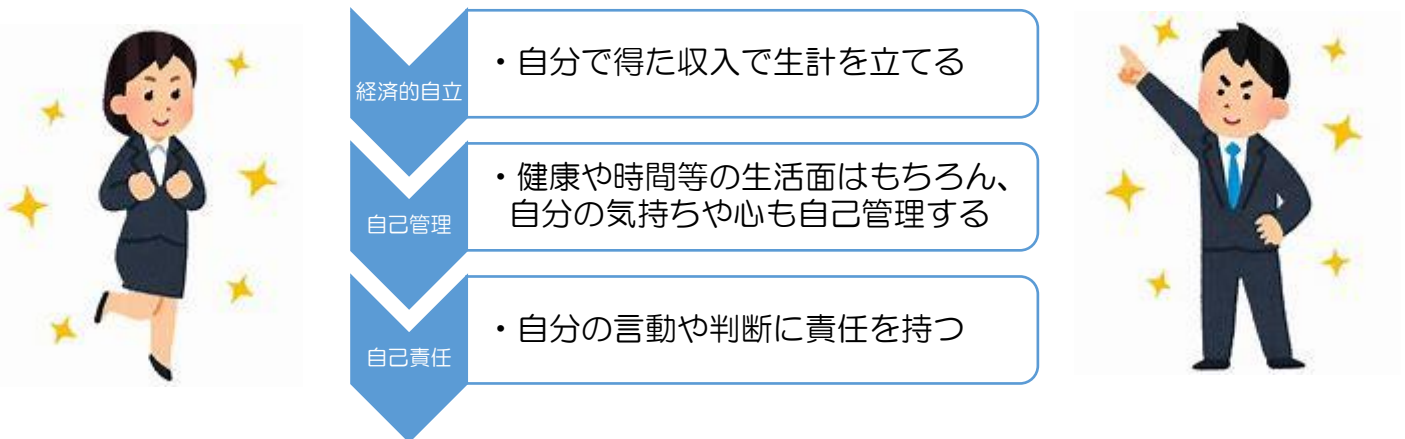 経済的自立
・自分で得た収入で生計を立てる
自己管理
・健康や時間等の生活面はもちろん、
自分の気持ちや心も自己管理する
自己責任
・自分の言動や判断に責任を持つ